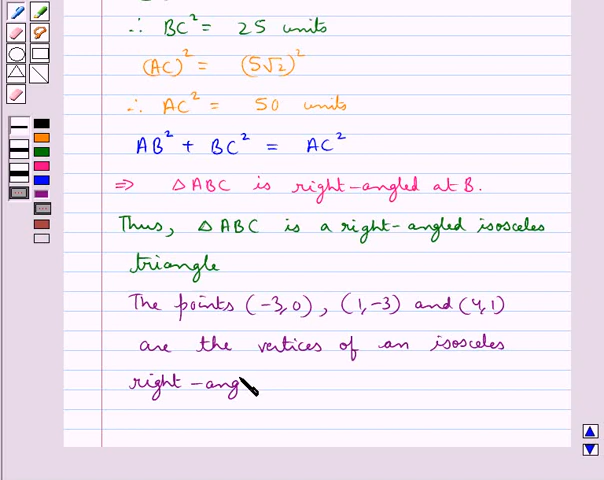 ∴ BC² = 25 units
(AC)² = (5√2)²
∴ AC² = 50 units
AB² + BC² = AC²
⇒ △ABC is right-angled at B.
Thus, △ABC is a right-angled isosceles
triangle
The points (-3,0), (1,-3) and (4,1)
are the vertices of an isosceles
right-ang